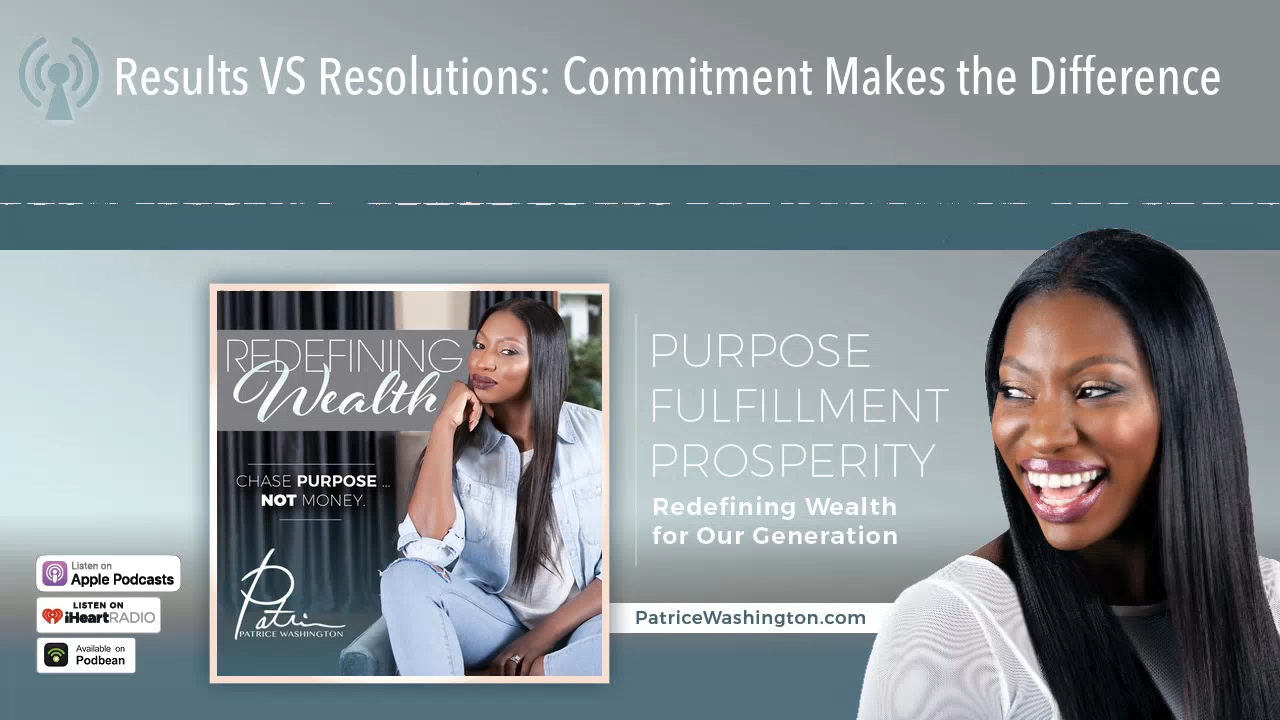 Results VS Resolutions: Commitment Makes the Difference
REDEFINING
Wealth
CHASE PURPOSE ...
NOT MONEY.
Patrice
PATRICE WASHINGTON
PURPOSE
FULFILLMENT
PROSPERITY
Redefining Wealth
for Our Generation
PatriceWashington.com
Listen on
Apple Podcasts
LISTEN ON
iHeartRADIO
Available on
Podbean